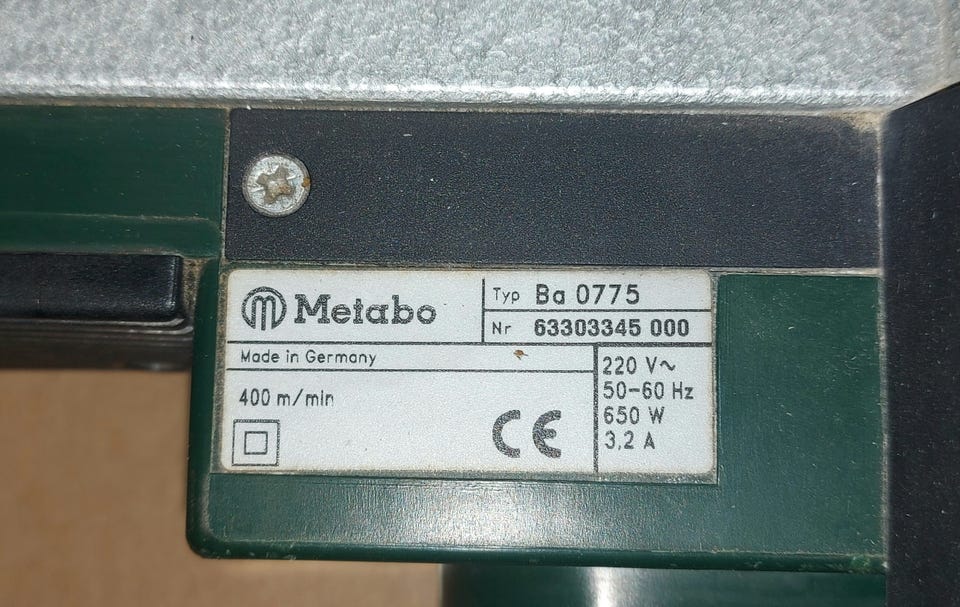 Metabo
Typ Ba 0775
Nr 63303345 000
Made in Germany
400 m/min
CE
220 V~
50-60 Hz
650 W
3,2 A